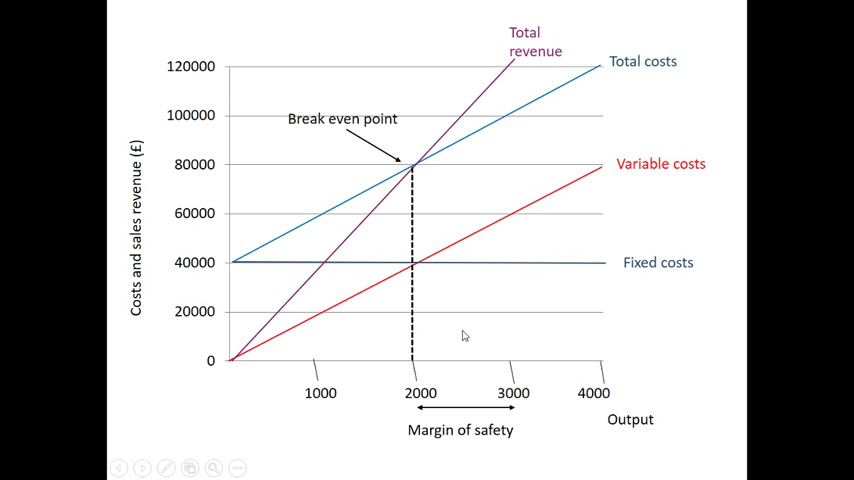 Total
revenue
Total costs
120000
100000
Break even point
80000
Variable costs
60000
Costs and sales revenue (£)
40000
Fixed costs
20000
0
1000
2000
3000
4000
Output
Margin of safety